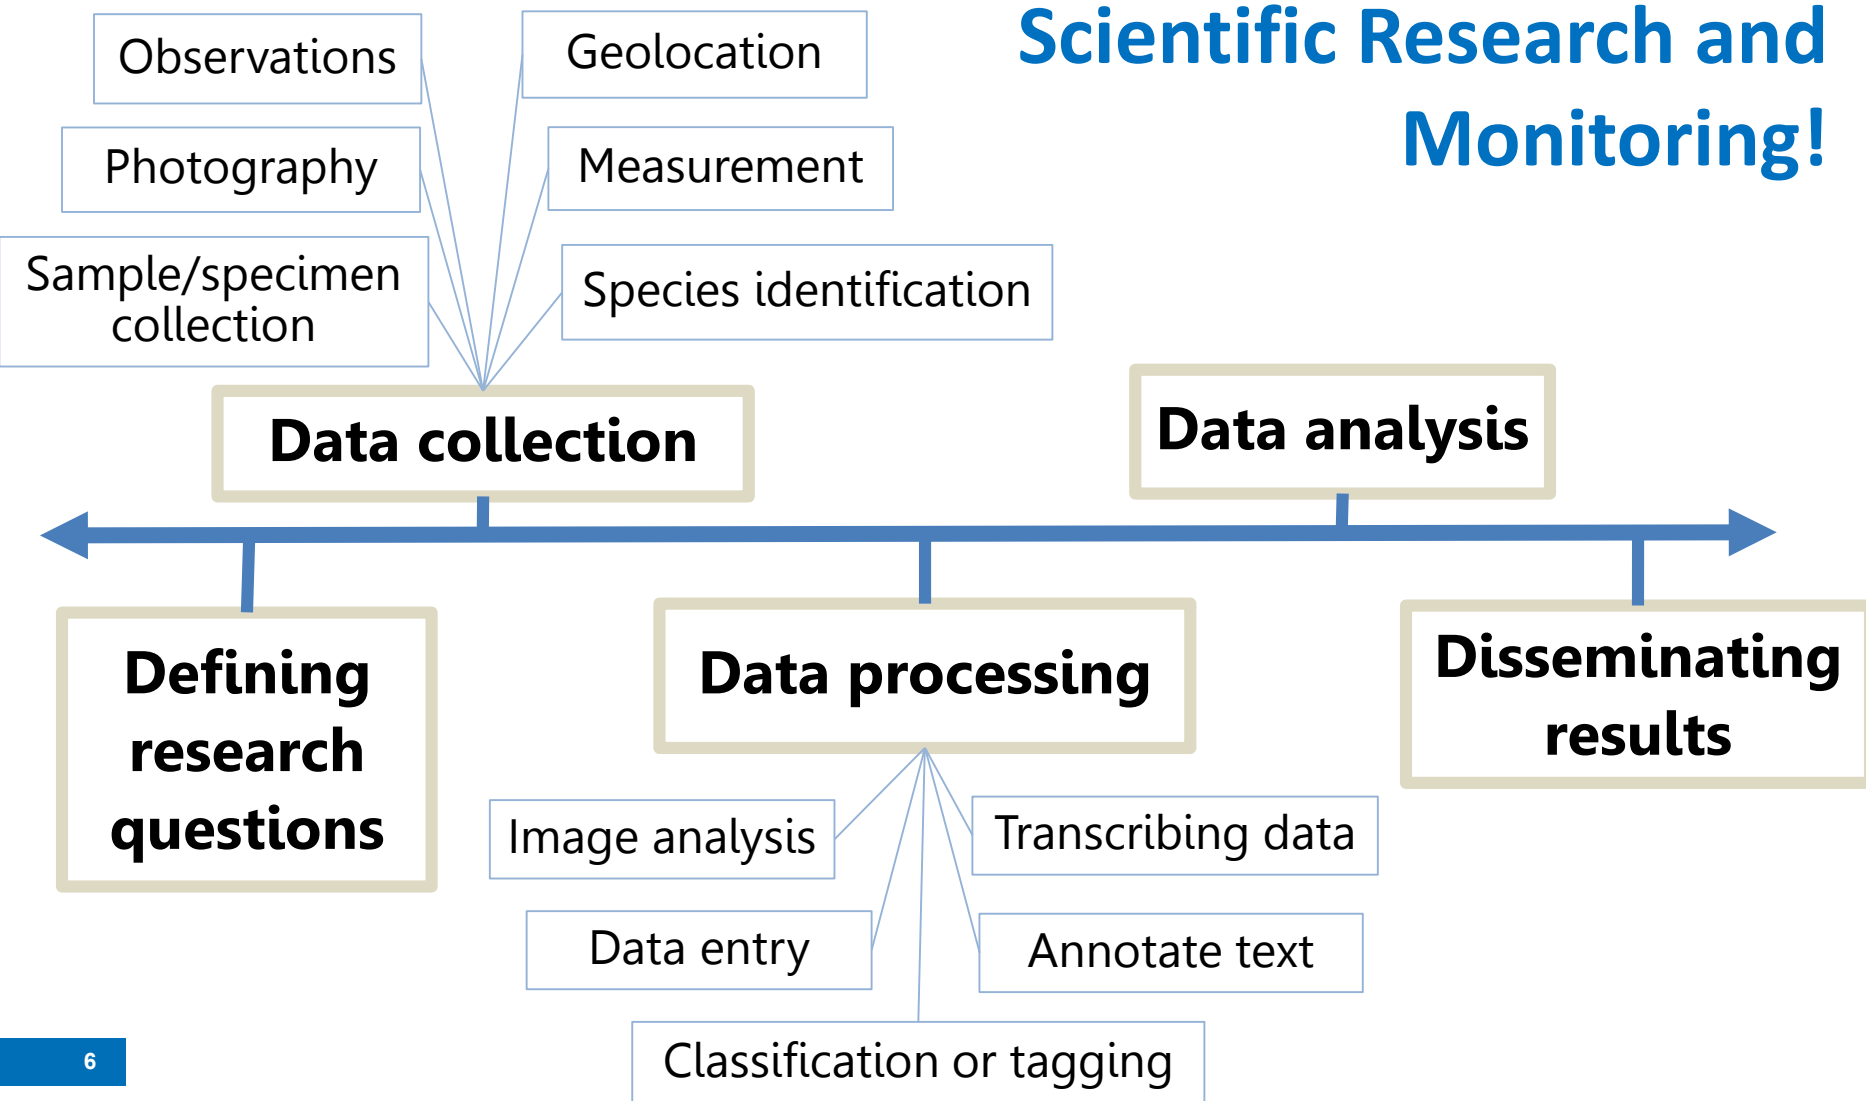 Scientific Research and
Monitoring!
Observations
Geolocation
Photography
Measurement
Sample/specimen
collection
Species identification
Data collection
Data analysis
Defining
research
questions
Data processing
Disseminating
results
Image analysis
Transcribing data
Data entry
Annotate text
Classification or tagging
6